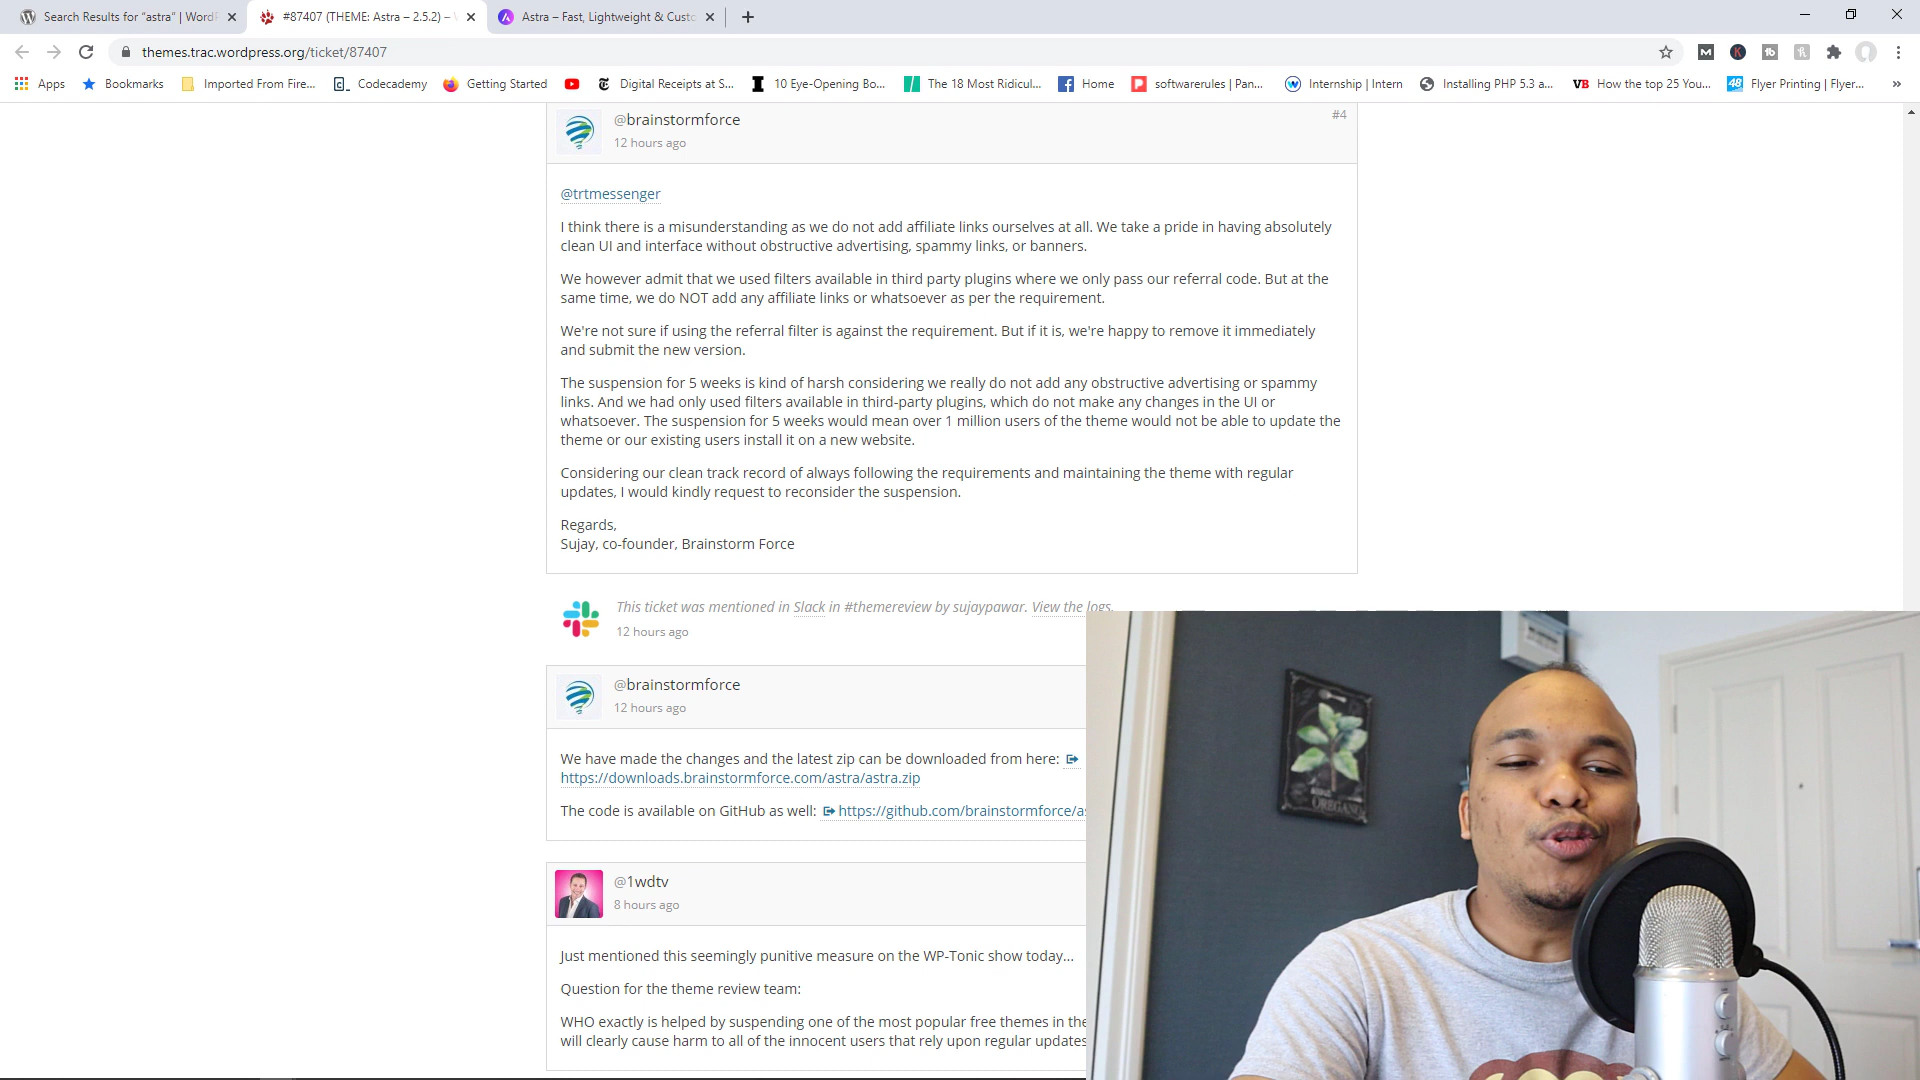 Search Results for "astra" | Word
#87407 (THEME: Astra – 2.5.2) –
Astra – Fast, Lightweight & Custo
themes.trac.wordpress.org/ticket/87407
Apps
Bookmarks
Imported From Fire...
Codecademy
Getting Started
Digital Receipts at S...
10 Eye-Opening Bo...
The 18 Most Ridicul...
Home
softwarerules | Pan...
Internship | Intern
Installing PHP 5.3 a...
VB How the top 25 You...
48 Flyer Printing | Flyer...
»
@brainstormforce
#4
12 hours ago
@trtmessenger
I think there is a misunderstanding as we do not add affiliate links ourselves at all. We take a pride in having absolutely
clean UI and interface without obstructive advertising, spammy links, or banners.
We however admit that we used filters available in third party plugins where we only pass our referral code. But at the
same time, we do NOT add any affiliate links or whatsoever as per the requirement.
We're not sure if using the referral filter is against the requirement. But if it is, we're happy to remove it immediately
and submit the new version.
The suspension for 5 weeks is kind of harsh considering we really do not add any obstructive advertising or spammy
links. And we had only used filters available in third-party plugins, which do not make any changes in the UI or
whatsoever. The suspension for 5 weeks would mean over 1 million users of the theme would not be able to update the
theme or our existing users install it on a new website.
Considering our clean track record of always following the requirements and maintaining the theme with regular
updates, I would kindly request to reconsider the suspension.
Regards,
Sujay, co-founder, Brainstorm Force
This ticket was mentioned in Slack in #themereview by sujaypawar. View the logs.
12 hours ago
@brainstormforce
12 hours ago
We have made the changes and the latest zip can be downloaded from here:
https://downloads.brainstormforce.com/astra/astra.zip
The code is available on GitHub as well: https://github.com/brainstormforce/as
@1wdtv
8 hours ago
Just mentioned this seemingly punitive measure on the WP-Tonic show today...
Question for the theme review team:
WHO exactly is helped by suspending one of the most popular free themes in the
will clearly cause harm to all of the innocent users that rely upon regular updates
OREGANO